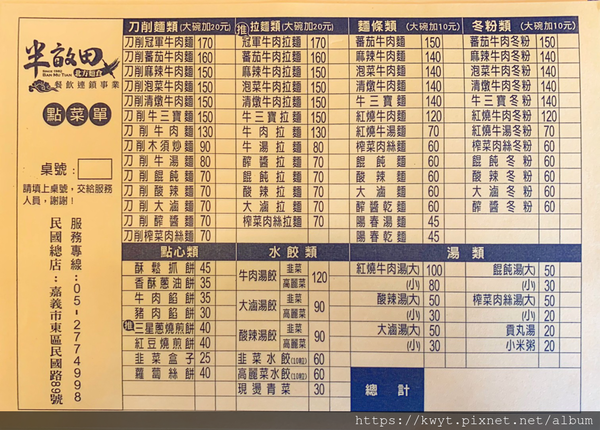 半畝田
SINCE 1992
BAN MU TIAN
北方麵食
餐飲連鎖事業
點菜單
桌號:
請填上桌號，交給服務
人員，謝謝!
服務專線:05-2774998
民國總店:嘉義市東區民國路89號
刀削麵類(大碗加20元)
刀削冠軍牛肉麵 170
刀削番茄牛肉麵 160
刀削麻辣牛肉麵 150
刀削泡菜牛肉麵 150
刀削清燉牛肉麵 150
刀削牛三寶麵 150
刀削牛肉麵 130
刀削木須炒麵 90
刀削牛湯麵 80
刀削餛飩麵 70
刀削酸辣麵 70
刀削大滷麵 70
刀削醡醬麵 70
刀削榨菜肉絲麵 70
推 拉麵類(大碗加20元)
冠軍牛肉拉麵 170
番茄牛肉拉麵 160
麻辣牛肉拉麵 150
泡菜牛肉拉麵 150
清燉牛肉拉麵 150
牛三寶拉麵 150
牛肉拉麵 130
牛湯拉麵 80
醡醬拉麵 70
餛飩拉麵 70
酸辣拉麵 70
大滷拉麵 70
榨菜肉絲拉麵 70
麵條類(大碗加10元)
番茄牛肉麵 150
麻辣牛肉麵 140
泡菜牛肉麵 140
清燉牛肉麵 140
牛三寶麵 140
紅燒牛肉麵 120
紅燒牛湯麵 70
榨菜肉絲麵 60
餛飩麵 60
酸辣麵 60
大滷麵 60
醡醬乾麵 60
陽春湯麵 45
陽春乾麵 45
冬粉類(大碗加10元)
番茄牛肉冬粉 150
麻辣牛肉冬粉 140
泡菜牛肉冬粉 140
清燉牛肉冬粉 140
牛三寶冬粉 140
紅燒牛肉冬粉 120
紅燒牛湯冬粉 70
榨菜肉絲冬粉 60
餛飩冬粉 60
酸辣冬粉 60
大滷冬粉 60
醡醬冬粉 60
點心類
酥鬆抓餅 45
香酥蔥油餅 35
牛肉餡餅 35
豬肉餡餅 30
推 三星蔥燒煎餅 40
紅豆燒煎餅 40
韭菜盒子 25
蘿蔔絲餅 40
水餃類
牛肉湯餃 韭菜 高麗菜 120
大滷湯餃 韭菜 高麗菜 90
酸辣湯餃 韭菜 高麗菜 90
韭菜水餃(10粒) 60
高麗菜水餃(10粒) 60
現燙青菜 30
湯類
紅燒牛肉湯(大) 100
(小) 80
酸辣湯(大) 50
(小) 30
大滷湯(大) 50
(小) 30
餛飩湯(大) 50
(小) 30
榨菜肉絲湯(大) 50
(小) 30
貢丸湯 20
小米粥 20
總計
© https://kwyt.pixnet.net/album